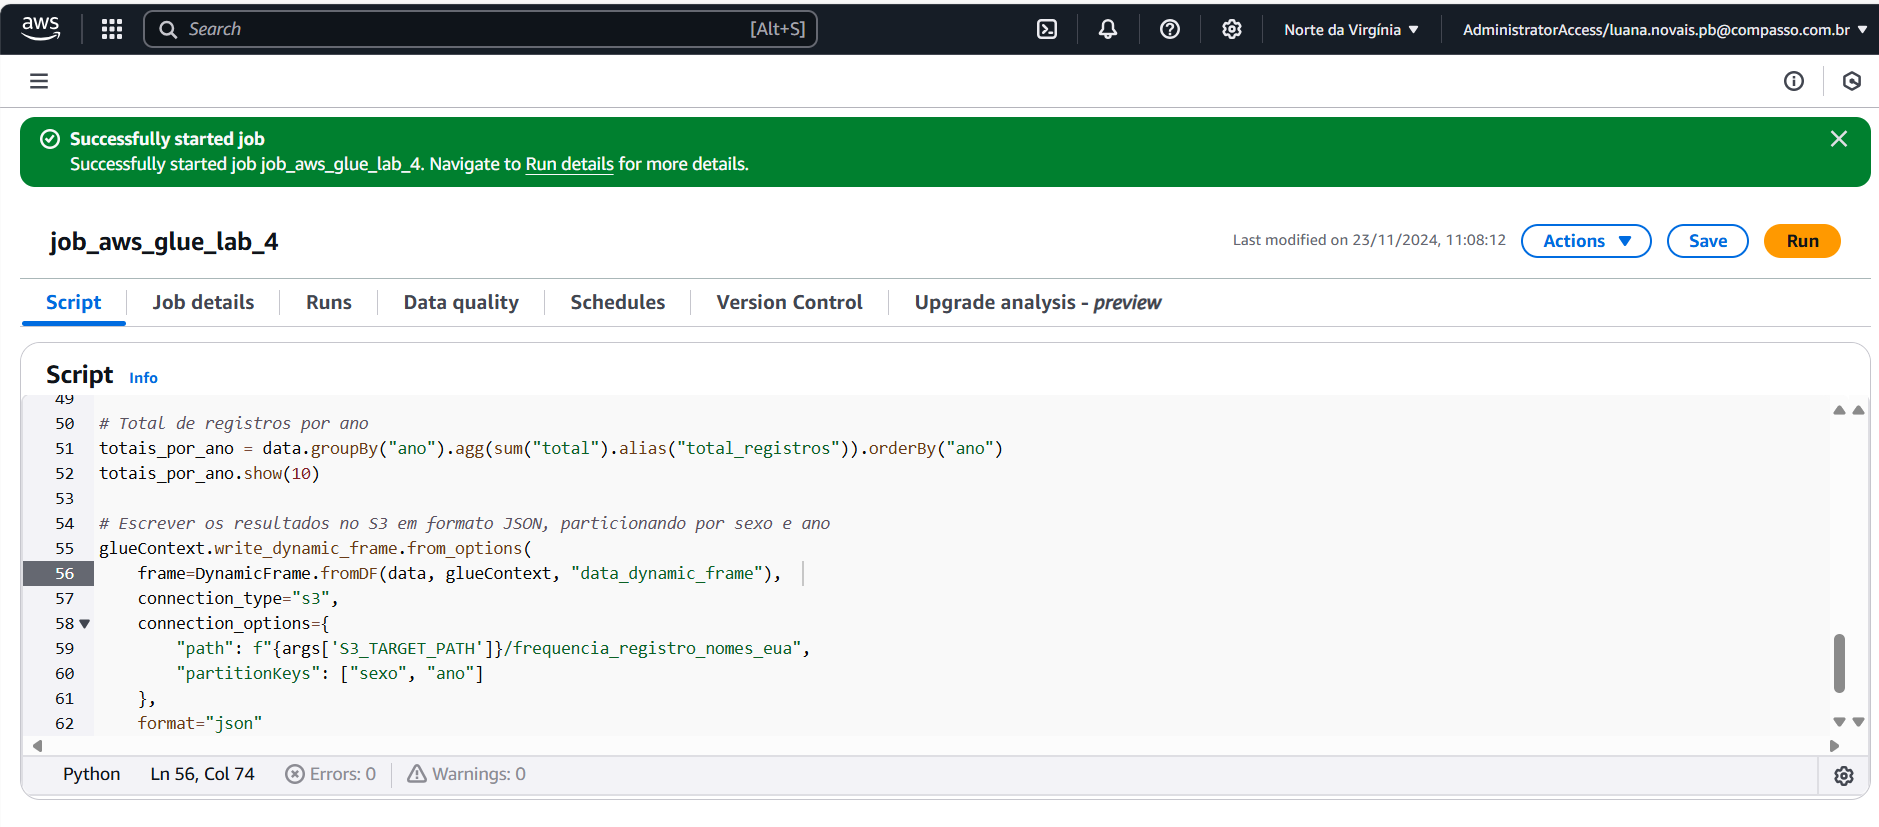 aws Search [Alt+S] Norte da Virgínia AdministratorAccess/luana.novais.pb@compasso.com.br
Successfully started job
Successfully started job job_aws_glue_lab_4. Navigate to Run details for more details.
job_aws_glue_lab_4 Last modified on 23/11/2024, 11:08:12 Actions Save Run
Script Job details Runs Data quality Schedules Version Control Upgrade analysis - preview
Script Info
49
50 # Total de registros por ano
51 totais_por_ano = data.groupBy("ano").agg(sum("total").alias("total_registros")).orderBy("ano")
52 totais_por_ano.show(10)
53
54 # Escrever os resultados no S3 em formato JSON, particionando por sexo e ano
55 glueContext.write_dynamic_frame.from_options(
56     frame=DynamicFrame.fromDF(data, glueContext, "data_dynamic_frame"),
57     connection_type="s3",
58     connection_options={
59         "path": f"{args['S3_TARGET_PATH']}/frequencia_registro_nomes_eua",
60         "partitionKeys": ["sexo", "ano"]
61     },
62     format="json"
Python Ln 56, Col 74 Errors: 0 Warnings: 0